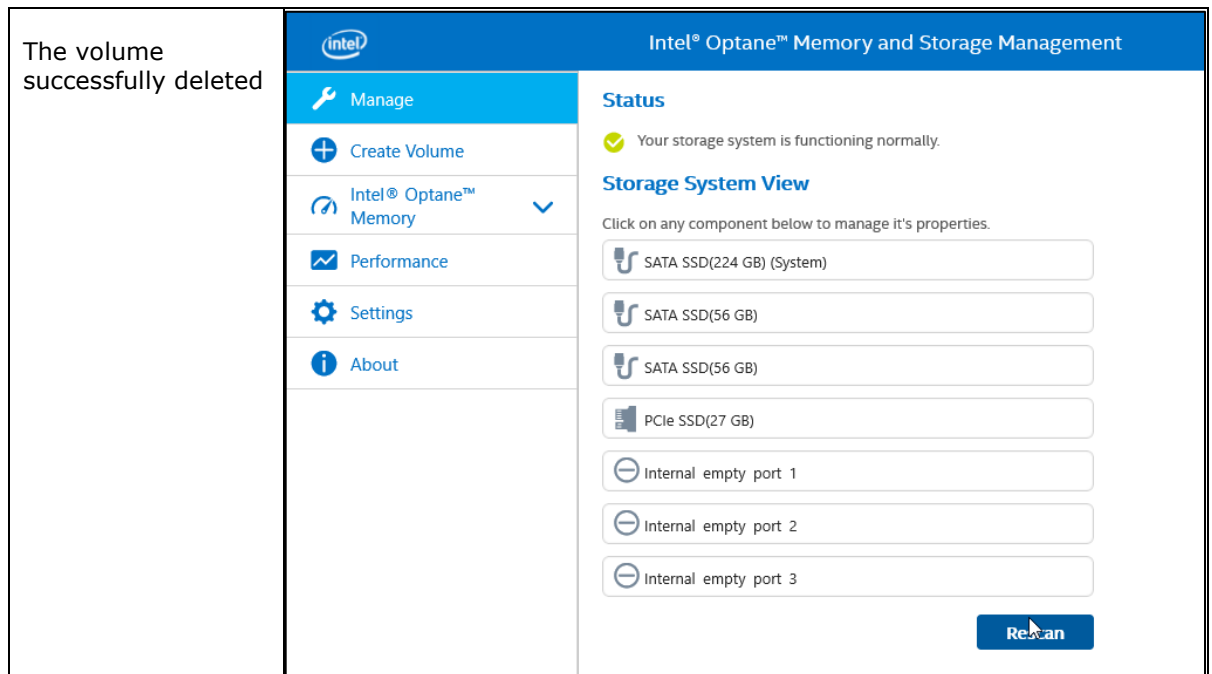 The volume
successfully deleted
intel
Intel® Optane™ Memory and Storage Management
Manage
Create Volume
Intel® Optane™
Memory
Performance
Settings
About
Status
Your storage system is functioning normally.
Storage System View
Click on any component below to manage it's properties.
SATA SSD(224 GB) (System)
SATA SSD(56 GB)
SATA SSD(56 GB)
PCIe SSD(27 GB)
Internal empty port 1
Internal empty port 2
Internal empty port 3
Rescan